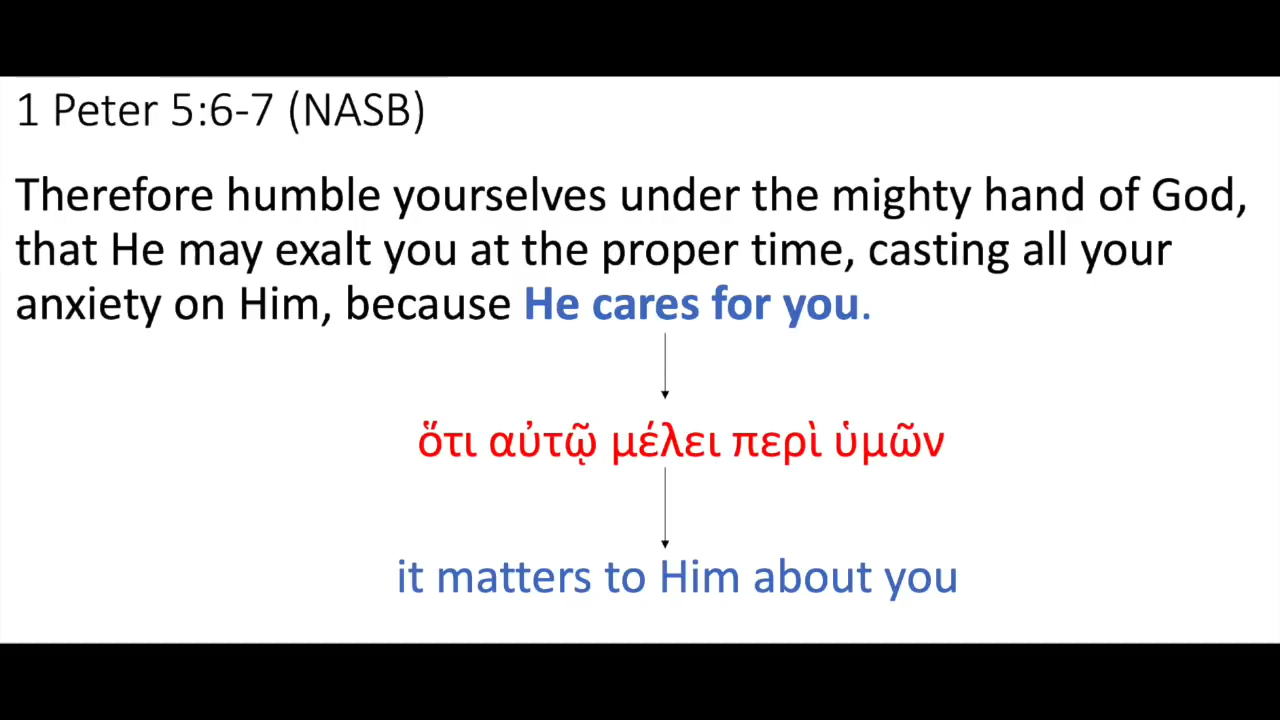 1 Peter 5:6-7 (NASB)
Therefore humble yourselves under the mighty hand of God,
that He may exalt you at the proper time, casting all your
anxiety on Him, because He cares for you.
ὅτι αὐτῷ μέλει περὶ ὑμῶν
it matters to Him about you